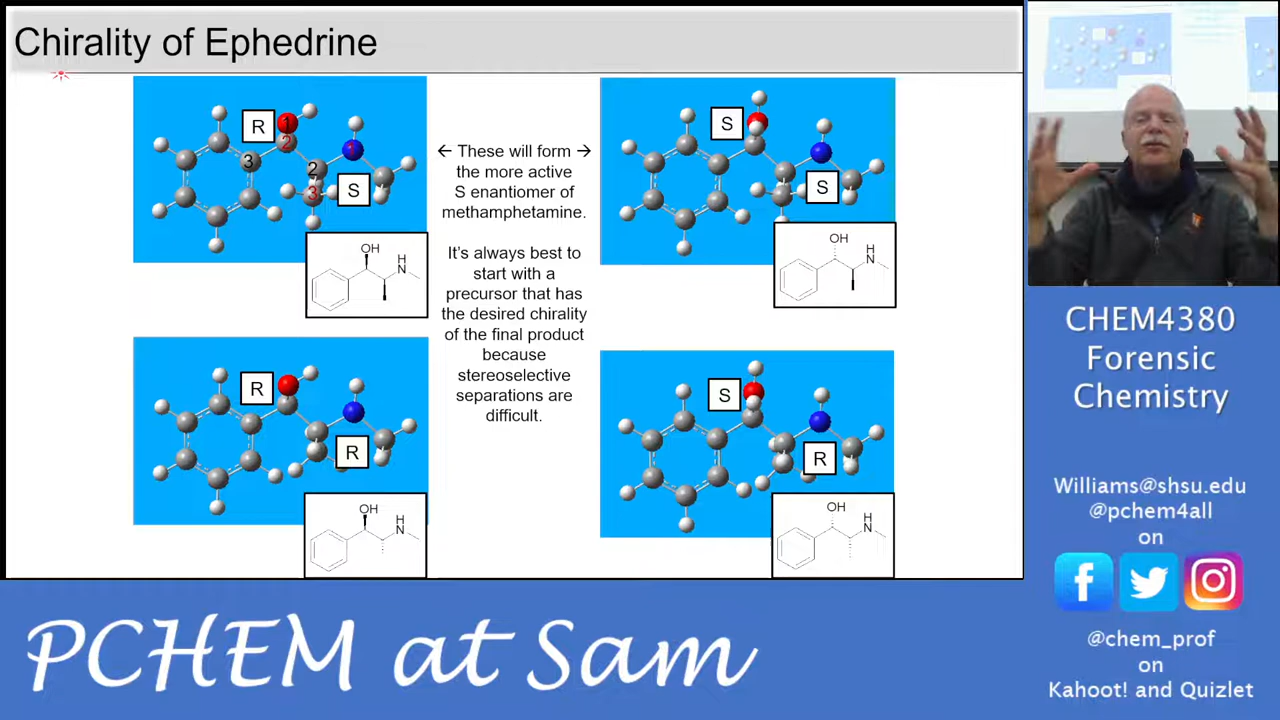 Chirality of Ephedrine
R
1
2
3
1
2
3
S
OH
H
N
← These will form →
the more active
S enantiomer of
methamphetamine.
It's always best to
start with a
precursor that has
the desired chirality
of the final product
because
stereoselective
separations are
difficult.
S
S
OH
H
N
R
R
OH
H
N
S
R
OH
H
N
CHEM4380
Forensic
Chemistry
Williams@shsu.edu
@pchem4all
on
f
@chem_prof
on
Kahoot! and Quizlet
PCHEM at Sam